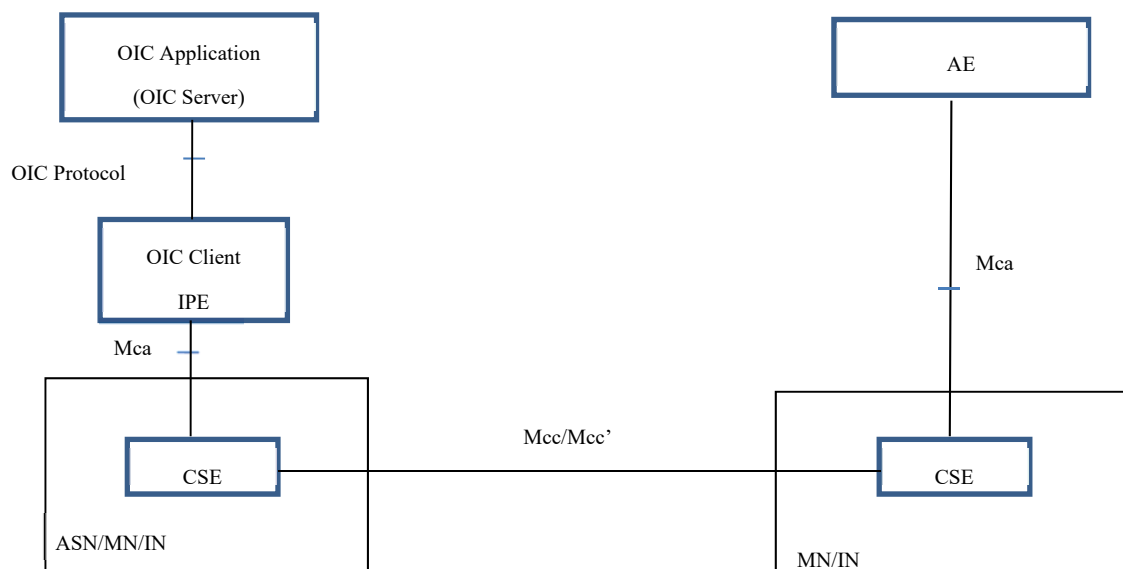 OIC Application
(OIC Server)
AE
OIC Protocol
OIC Client
IPE
Mca
Mca
Mcc/Mcc’
CSE
CSE
ASN/MN/IN
MN/IN